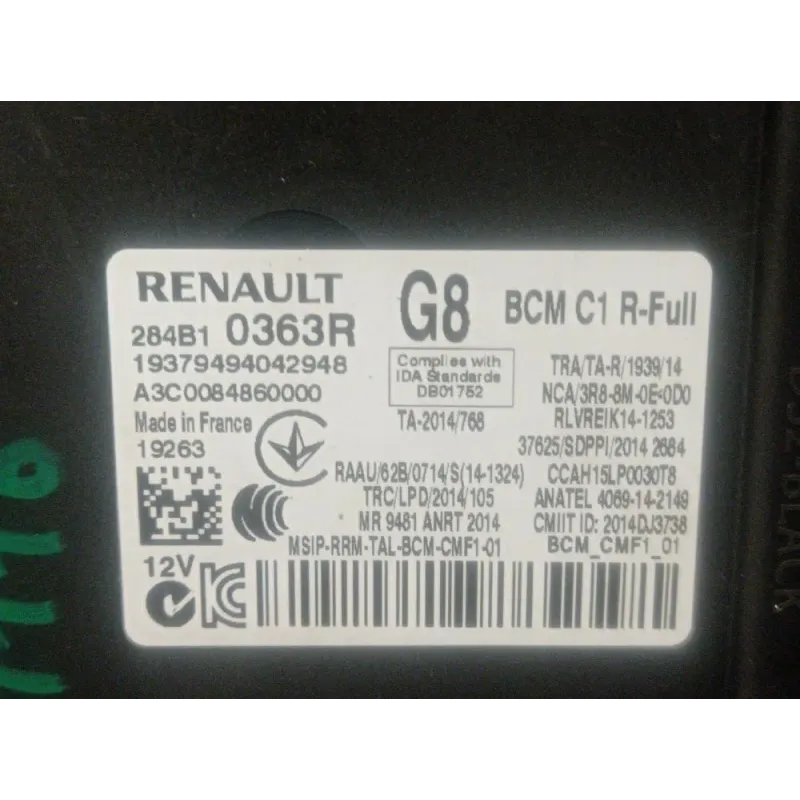 RENAULT
284B1 0363R
19379494042948
A3C0084860000
Made in France
19263
G8
BCM C1 R-Full
Complies with
IDA Standards
DB01752
TA-2014/768
TRA/TA-R/1939/14
NCA/3R8-8M-0E-0D0
RLVREIK14-1253
37625/SDPPI/2014 2684
RAAU/62B/0714/S(14-1324)
CCAH15LP0030T8
TRC/LPD/2014/105
ANATEL 4069-14-2149
MR 9481 ANRT 2014
CMIIT ID: 2014DJ3738
MSIP-RRM-TAL-BCM-CMF1-01
BCM_CMF1_01
12V